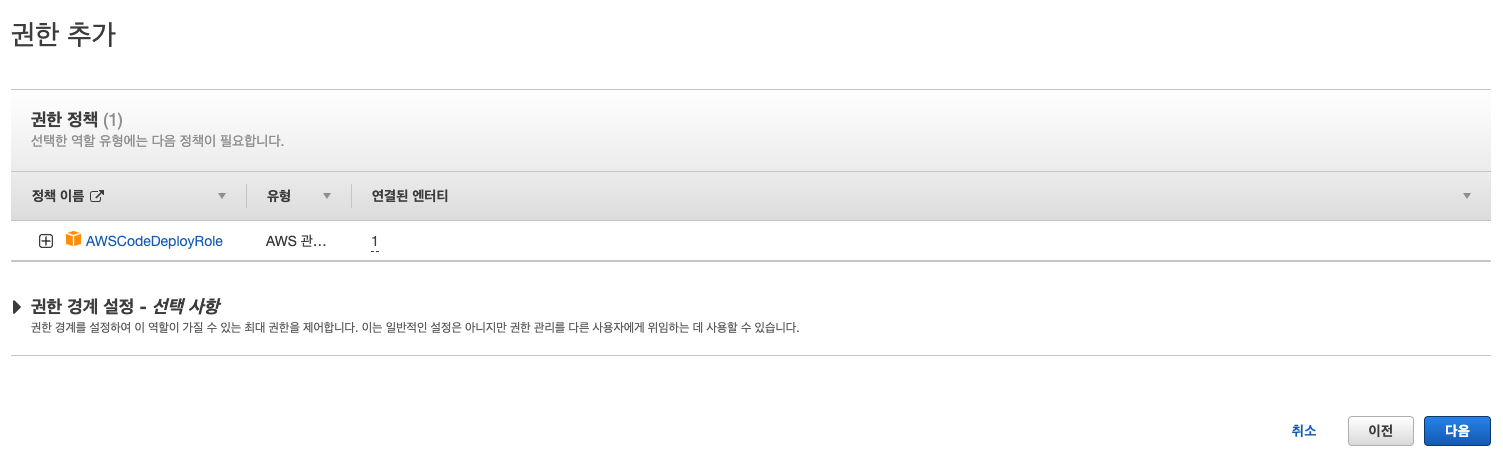 권한 추가
권한 정책 (1)
선택한 역할 유형에는 다음 정책이 필요합니다.
정책 이름 유형 연결된 엔터티
AWSCodeDeployRole AWS 관... 1
권한 경계 설정 - 선택 사항
권한 경계를 설정하여 이 역할이 가질 수 있는 최대 권한을 제어합니다. 이는 일반적인 설정은 아니지만 권한 관리를 다른 사용자에게 위임하는 데 사용할 수 있습니다.
취소 이전 다음